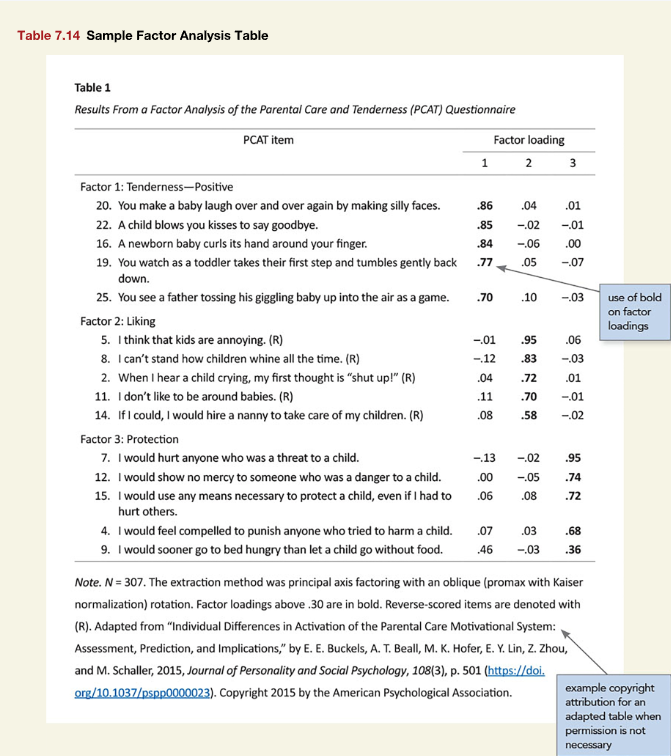 Table 7.14 Sample Factor Analysis Table
Table 1
Results From a Factor Analysis of the Parental Care and Tenderness (PCAT) Questionnaire
PCAT item Factor loading
1 2 3
Factor 1: Tenderness—Positive
20. You make a baby laugh over and over again by making silly faces. .86 .04 .01
22. A child blows you kisses to say goodbye. .85 −.02 −.01
16. A newborn baby curls its hand around your finger. .84 −.06 .00
19. You watch as a toddler takes their first step and tumbles gently back .77 .05 −.07
down.
25. You see a father tossing his giggling baby up into the air as a game. .70 .10 −.03
use of bold
on factor
loadings
Factor 2: Liking
5. I think that kids are annoying. (R) −.01 .95 .06
8. I can’t stand how children whine all the time. (R) −.12 .83 −.03
2. When I hear a child crying, my first thought is “shut up!” (R) .04 .72 .01
11. I don’t like to be around babies. (R) .11 .70 −.01
14. If I could, I would hire a nanny to take care of my children. (R) .08 .58 −.02
Factor 3: Protection
7. I would hurt anyone who was a threat to a child. −.13 −.02 .95
12. I would show no mercy to someone who was a danger to a child. .00 −.05 .74
15. I would use any means necessary to protect a child, even if I had to .06 .08 .72
hurt others.
4. I would feel compelled to punish anyone who tried to harm a child. .07 .03 .68
9. I would sooner go to bed hungry than let a child go without food. .46 −.03 .36
Note. N = 307. The extraction method was principal axis factoring with an oblique (promax with Kaiser
normalization) rotation. Factor loadings above .30 are in bold. Reverse-scored items are denoted with
(R). Adapted from “Individual Differences in Activation of the Parental Care Motivational System:
Assessment, Prediction, and Implications,” by E. E. Buckels, A. T. Beall, M. K. Hofer, E. Y. Lin, Z. Zhou,
and M. Schaller, 2015, Journal of Personality and Social Psychology, 108(3), p. 501 (https://doi.
org/10.1037/pspp0000023). Copyright 2015 by the American Psychological Association.
example copyright
attribution for an
adapted table when
permission is not
necessary